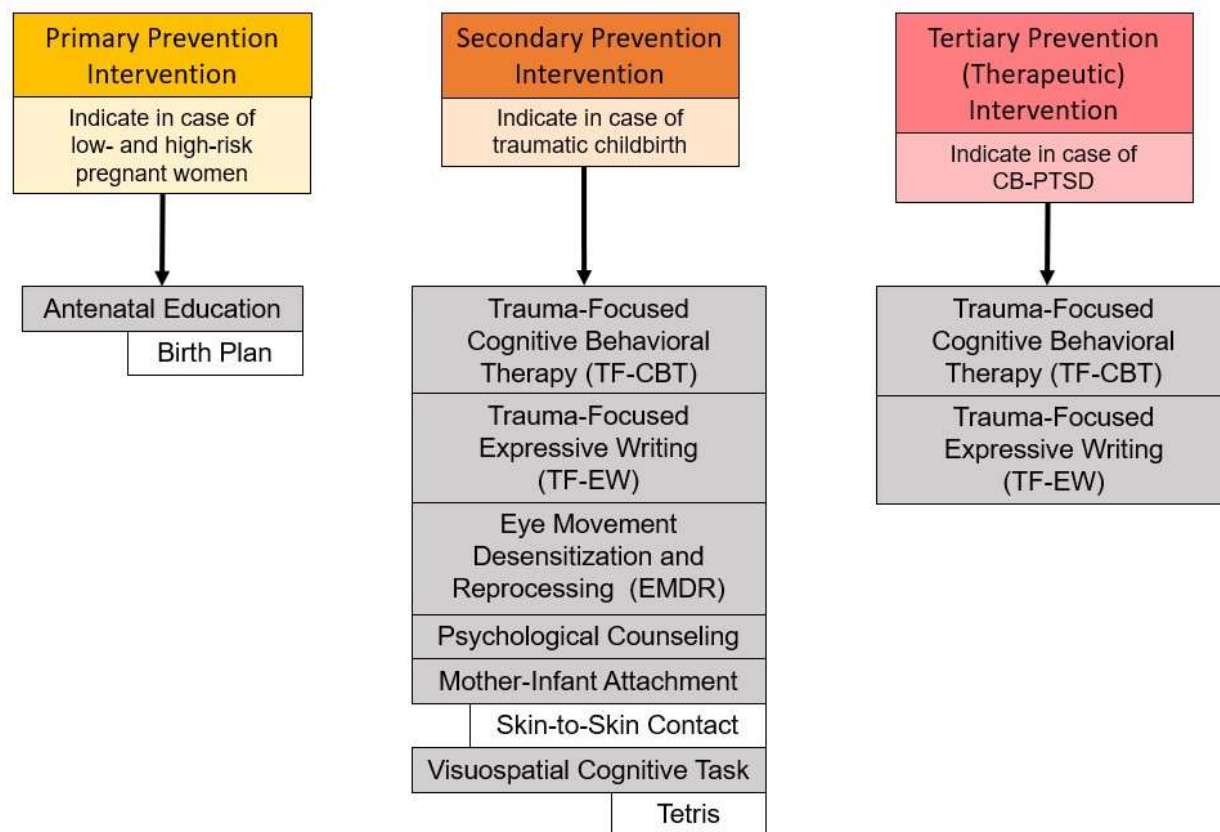 Primary Prevention
Intervention
Indicate in case of
low- and high-risk
pregnant women
Antenatal Education
Birth Plan
Secondary Prevention
Intervention
Indicate in case of
traumatic childbirth
Trauma-Focused
Cognitive Behavioral
Therapy (TF-CBT)
Trauma-Focused
Expressive Writing
(TF-EW)
Eye Movement
Desensitization and
Reprocessing (EMDR)
Psychological Counseling
Mother-Infant Attachment
Skin-to-Skin Contact
Visuospatial Cognitive Task
Tetris
Tertiary Prevention
(Therapeutic)
Intervention
Indicate in case of
CB-PTSD
Trauma-Focused
Cognitive Behavioral
Therapy (TF-CBT)
Trauma-Focused
Expressive Writing
(TF-EW)